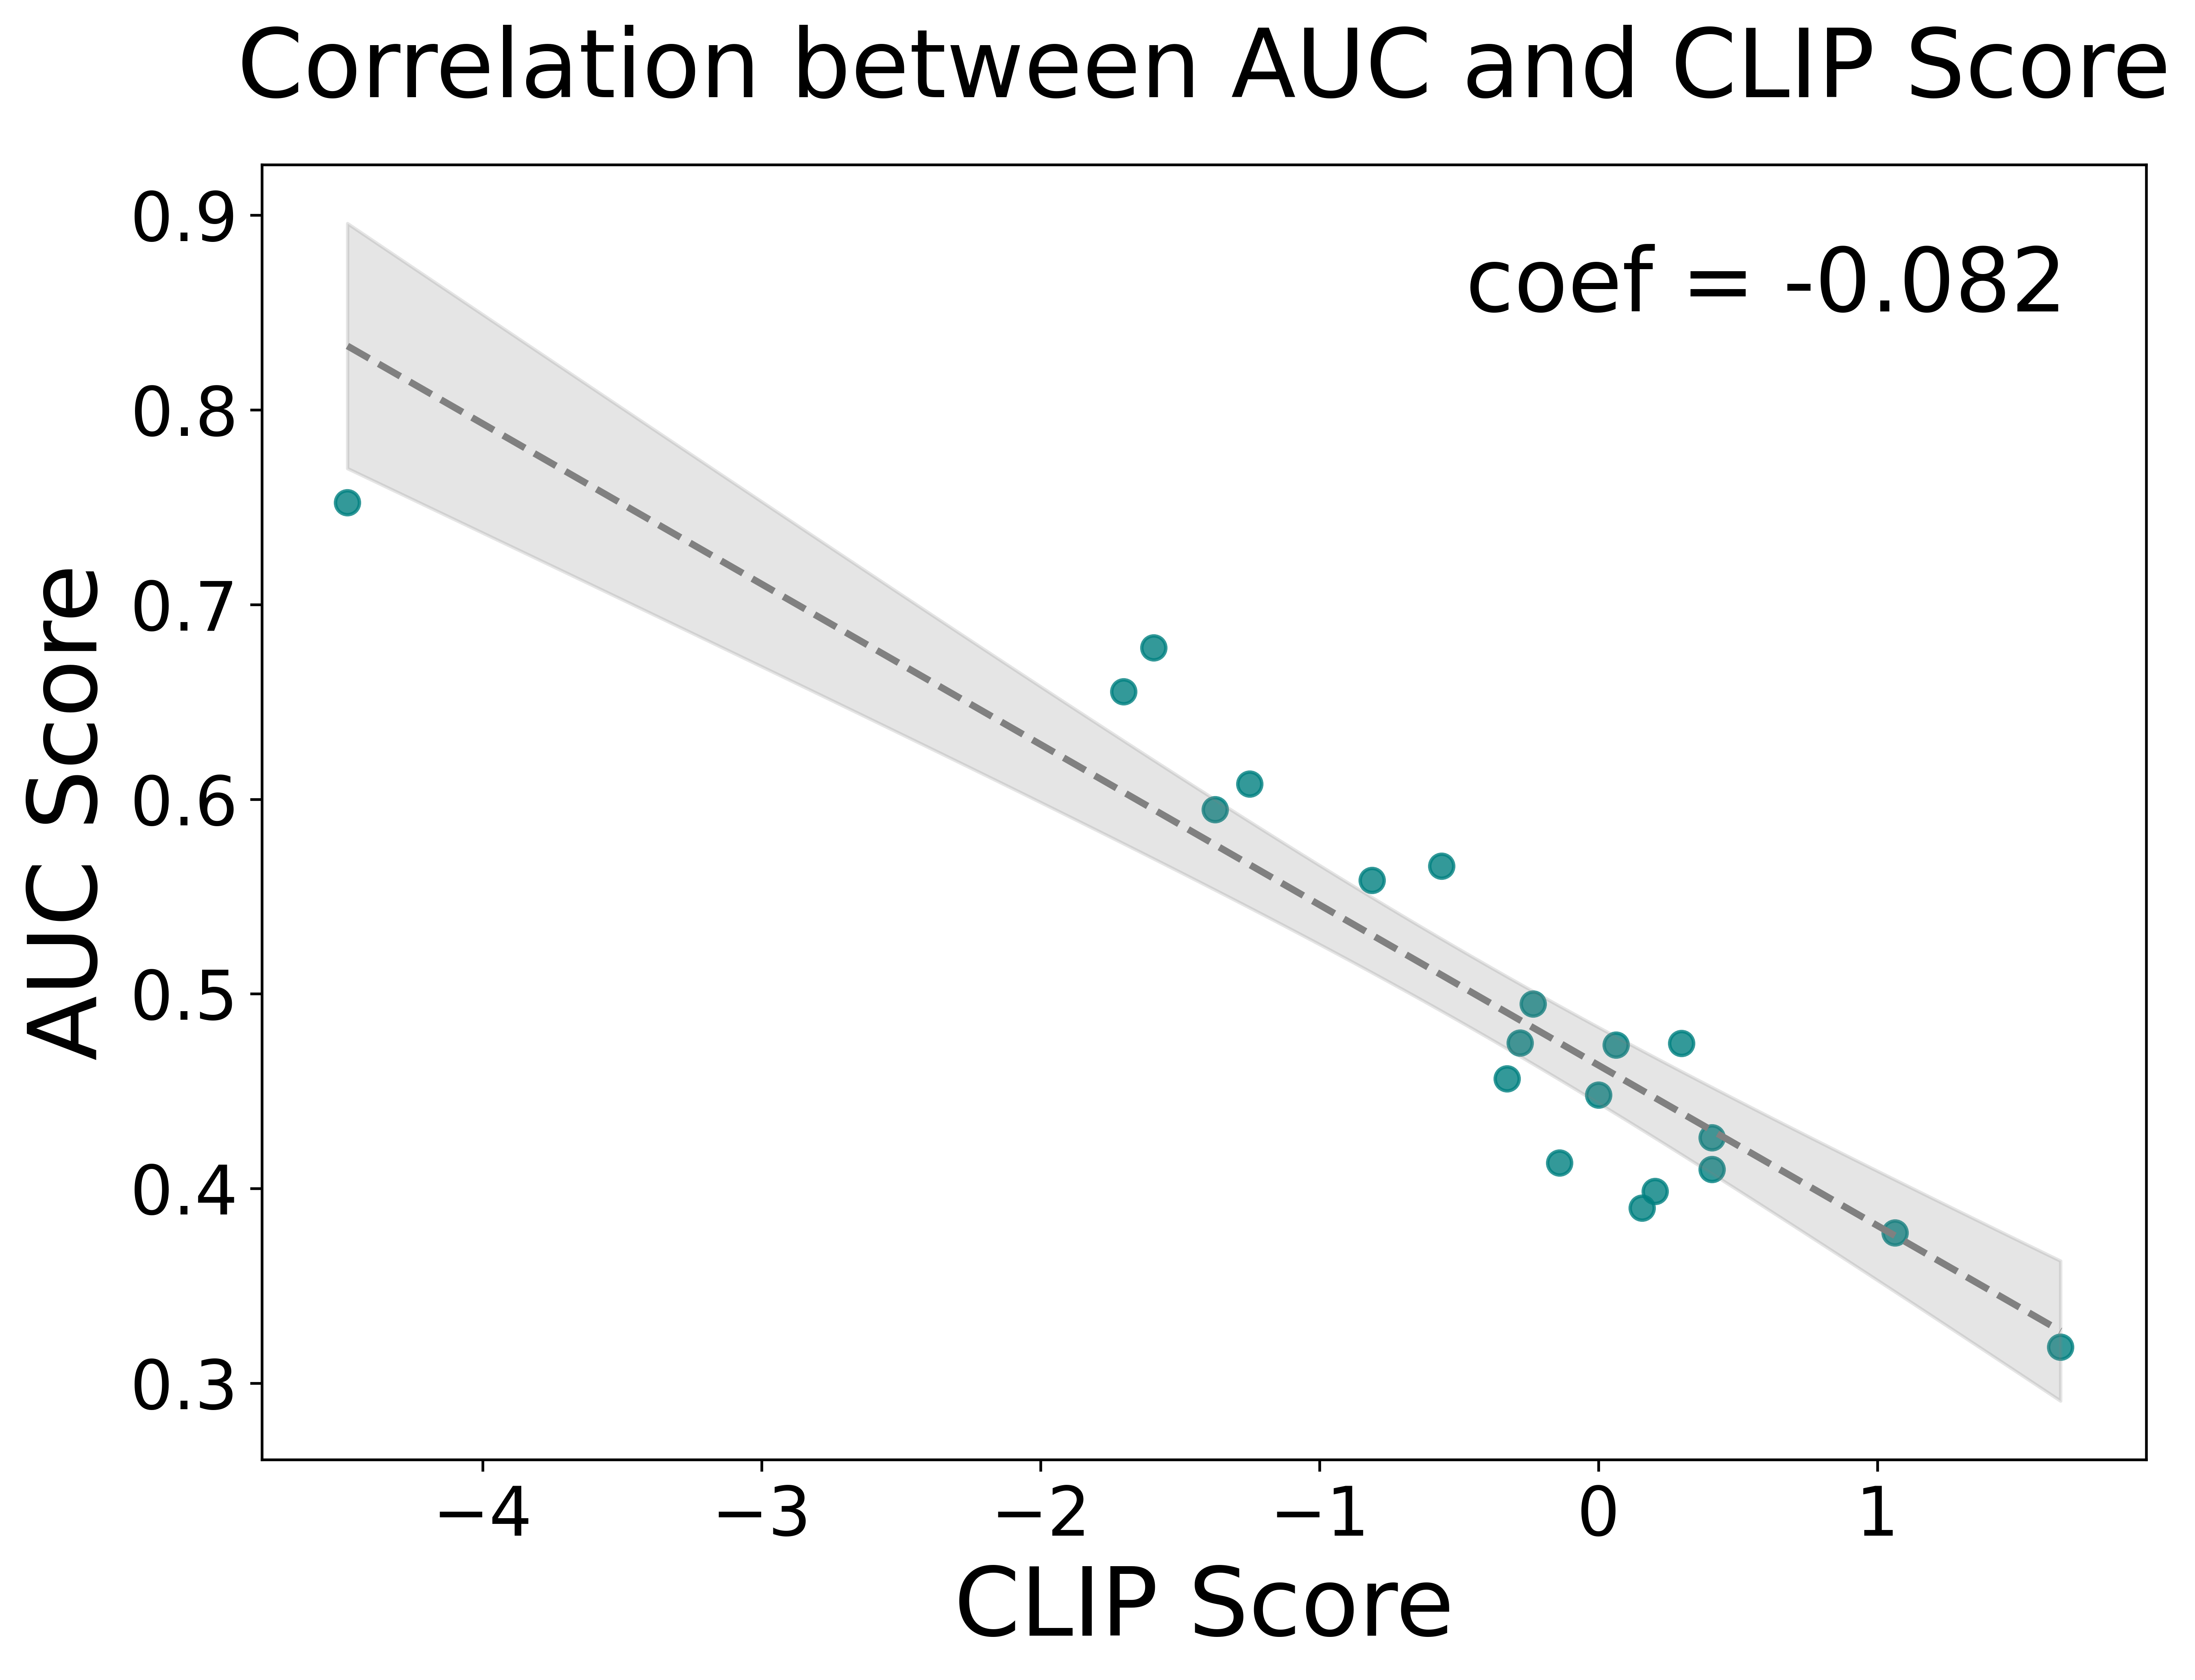 Correlation between AUC and CLIP Score
coef = -0.082
AUC Score
0.9
0.8
0.7
0.6
0.5
0.4
0.3
−4 −3 −2 −1 0 1
CLIP Score